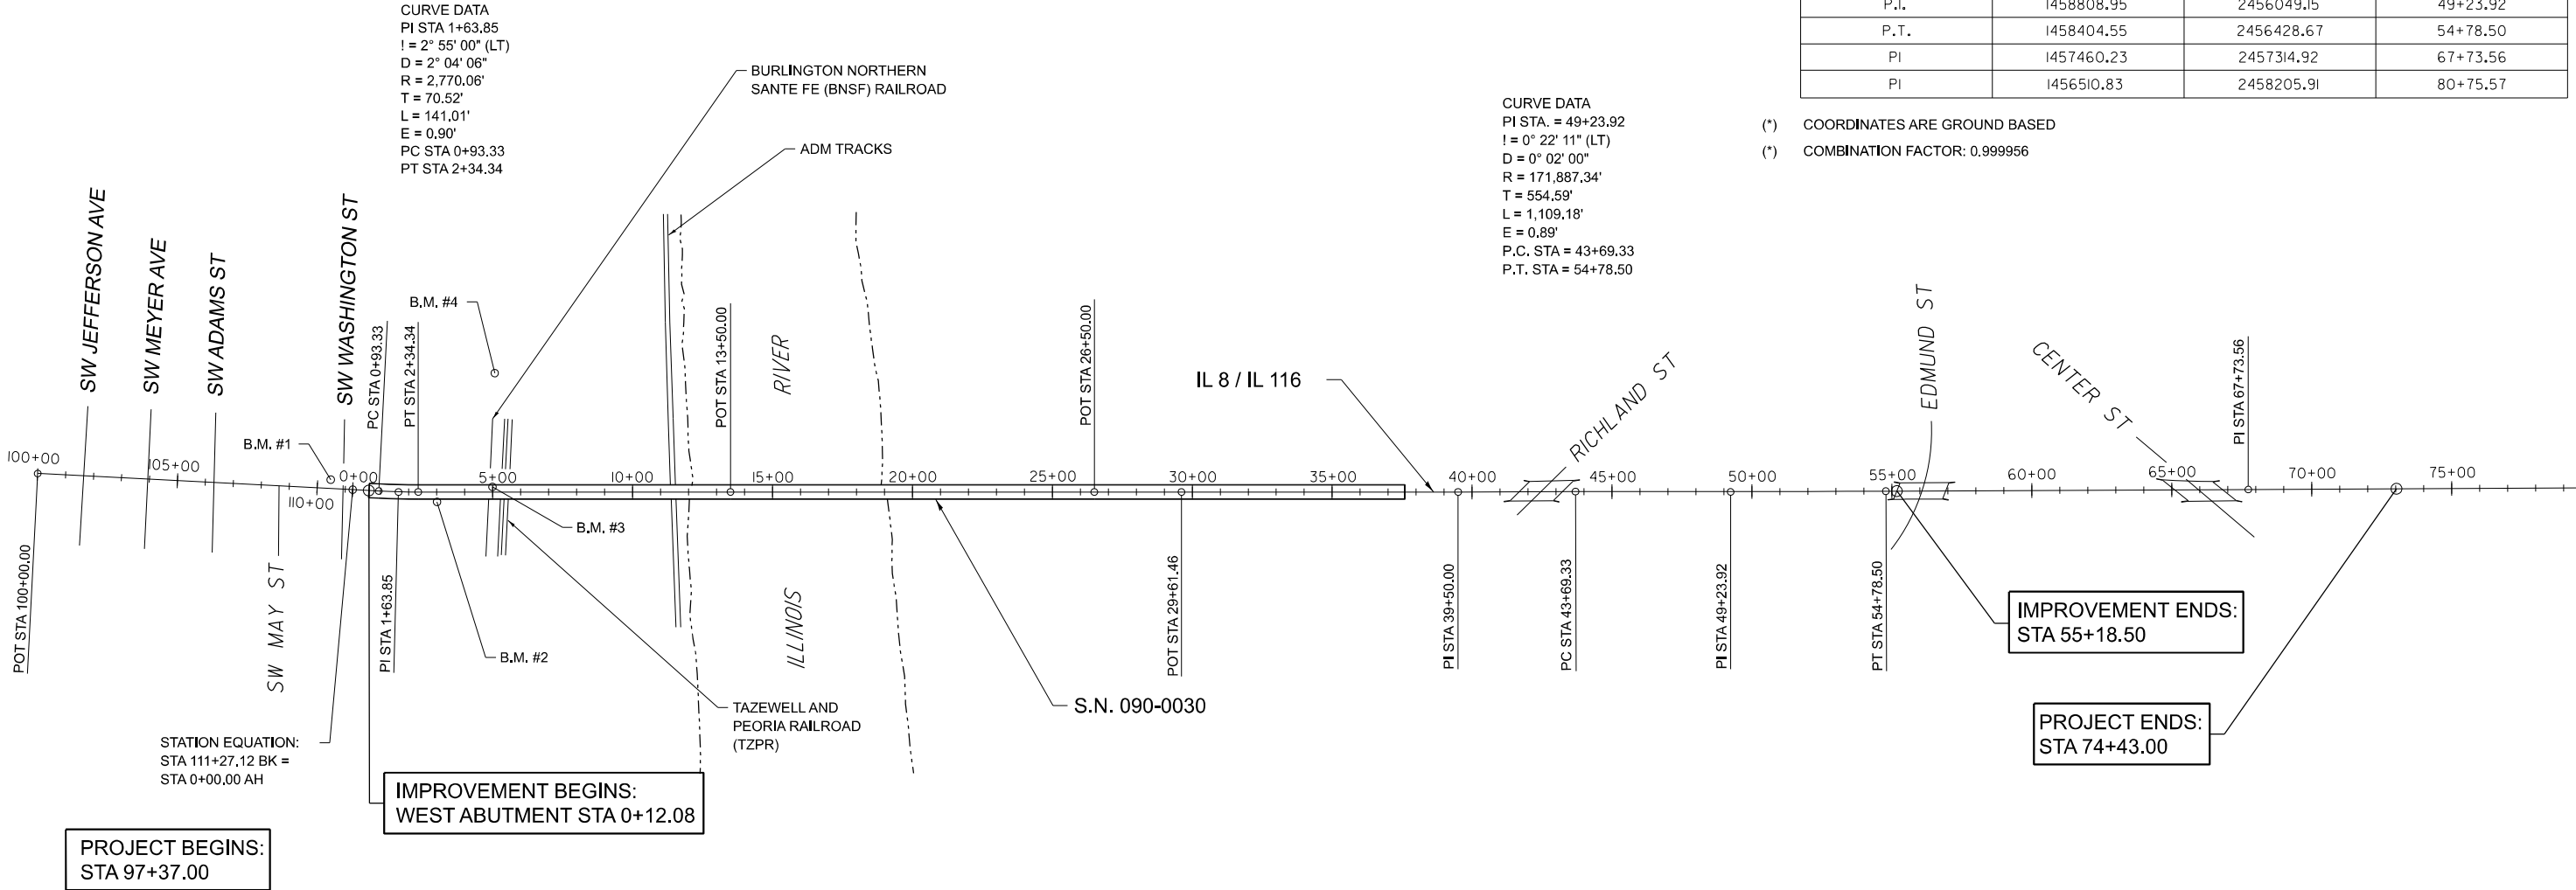 CURVE DATA
PI STA 1+63.85
! = 2° 55' 00" (LT)
D = 2° 04' 06"
R = 2,770.06'
T = 70.52'
L = 141.01'
E = 0.90'
PC STA 0+93.33
PT STA 2+34.34
BURLINGTON NORTHERN
SANTE FE (BNSF) RAILROAD
ADM TRACKS
CURVE DATA
PI STA. = 49+23.92
! = 0° 22' 11" (LT)
D = 0° 02' 00"
R = 171,887.34'
T = 554.59'
L = 1,109.18'
E = 0.89'
P.C. STA = 43+69.33
P.T. STA = 54+78.50
P.I. 1458808.95 2456049.15 49+23.92
P.T. 1458404.55 2456428.67 54+78.50
PI 1457460.23 2457314.92 67+73.56
PI 1456510.83 2458205.91 80+75.57
(*) COORDINATES ARE GROUND BASED
(*) COMBINATION FACTOR: 0.999956
SW JEFFERSON AVE
SW MEYER AVE
SW ADAMS ST
SW WASHINGTON ST
PC STA 0+93.33
PT STA 2+34.34
B.M. #4
B.M. #1
POT STA 13+50.00
RIVER
POT STA 26+50.00
IL 8 / IL 116
RICHLAND ST
EDMUND ST
CENTER ST
PI STA 67+73.56
100+00
105+00
110+00
0+00
5+00
10+00
15+00
20+00
25+00
30+00
35+00
40+00
45+00
50+00
55+00
60+00
65+00
70+00
75+00
POT STA 100+00.00
SW MAY ST
PI STA 1+63.85
B.M. #3
B.M. #2
ILLINOIS
POT STA 29+61.46
PI STA 39+50.00
PC STA 43+69.33
PI STA 49+23.92
PT STA 54+78.50
S.N. 090-0030
TAZEWELL AND
PEORIA RAILROAD
(TZPR)
STATION EQUATION:
STA 111+27.12 BK =
STA 0+00.00 AH
IMPROVEMENT BEGINS:
WEST ABUTMENT STA 0+12.08
IMPROVEMENT ENDS:
STA 55+18.50
PROJECT ENDS:
STA 74+43.00
PROJECT BEGINS:
STA 97+37.00